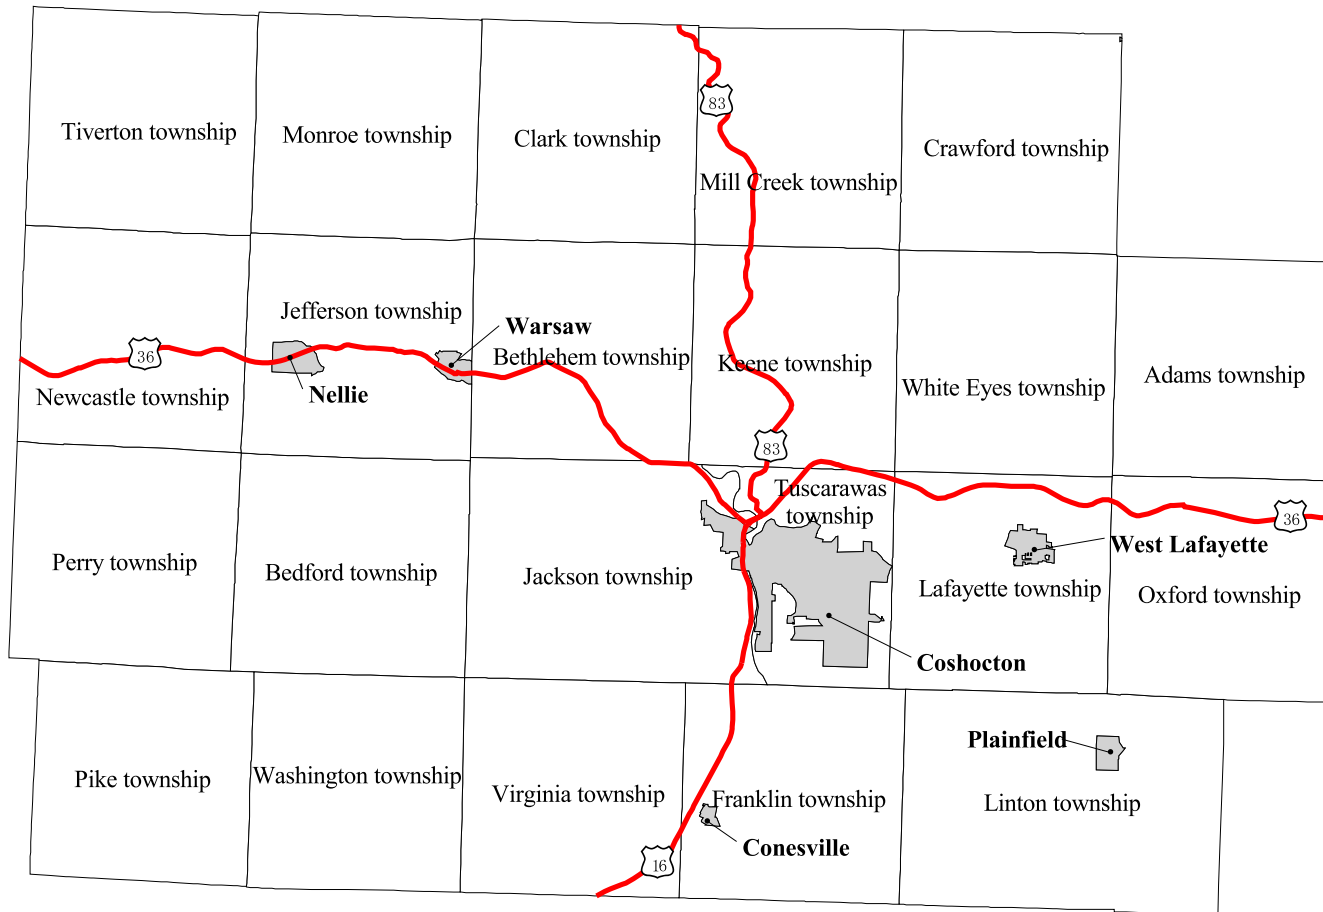 83
Tiverton township
Monroe township
Clark township
Crawford township
Mill Creek township
Jefferson township
Warsaw
36
Bethlehem township
Keene township
Adams township
White Eyes township
Newcastle township
Nellie
83
Tuscarawas
township
36
West Lafayette
Perry township
Bedford township
Jackson township
Lafayette township
Oxford township
Coshocton
Plainfield
Pike township
Washington township
Virginia township
Franklin township
Linton township
Conesville
16